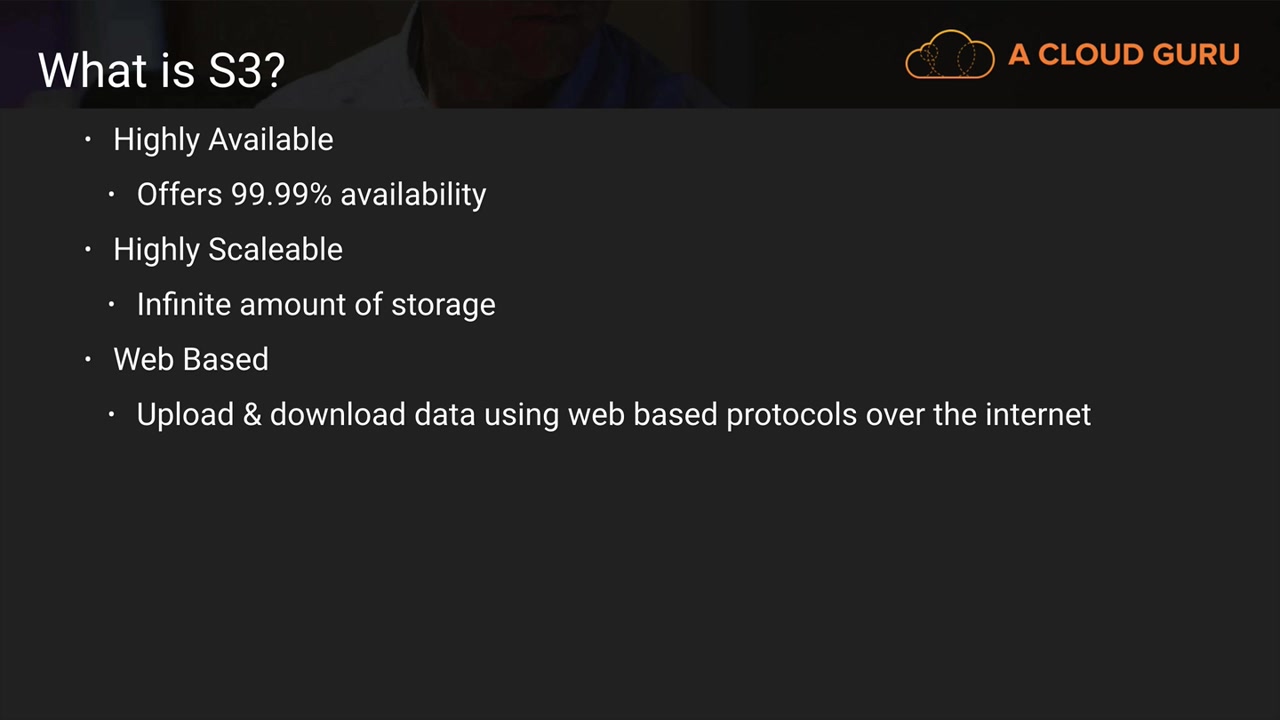 What is S3?
A CLOUD GURU
· Highly Available
· Offers 99.99% availability
· Highly Scaleable
· Infinite amount of storage
· Web Based
· Upload & download data using web based protocols over the internet